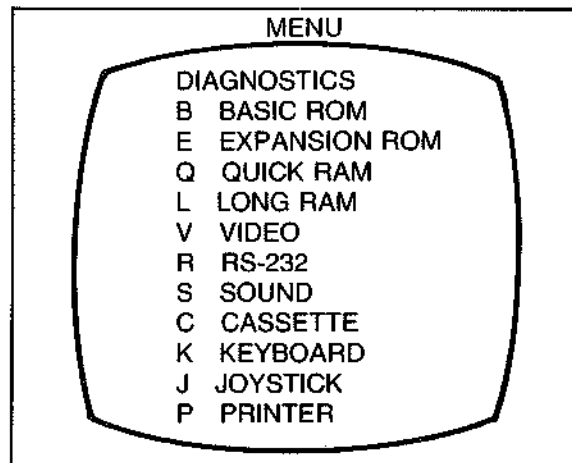 MENU
DIAGNOSTICS
B BASIC ROM
E EXPANSION ROM
Q QUICK RAM
L LONG RAM
V VIDEO
R RS-232
S SOUND
C CASSETTE
K KEYBOARD
J JOYSTICK
P PRINTER